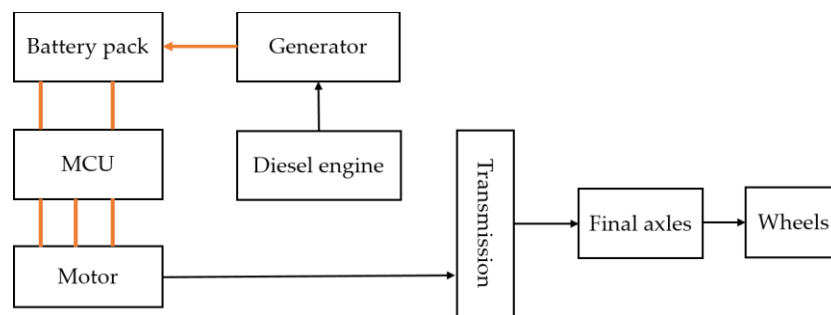 Battery pack
Generator
MCU
Diesel engine
Transmission
Final axles
Wheels
Motor